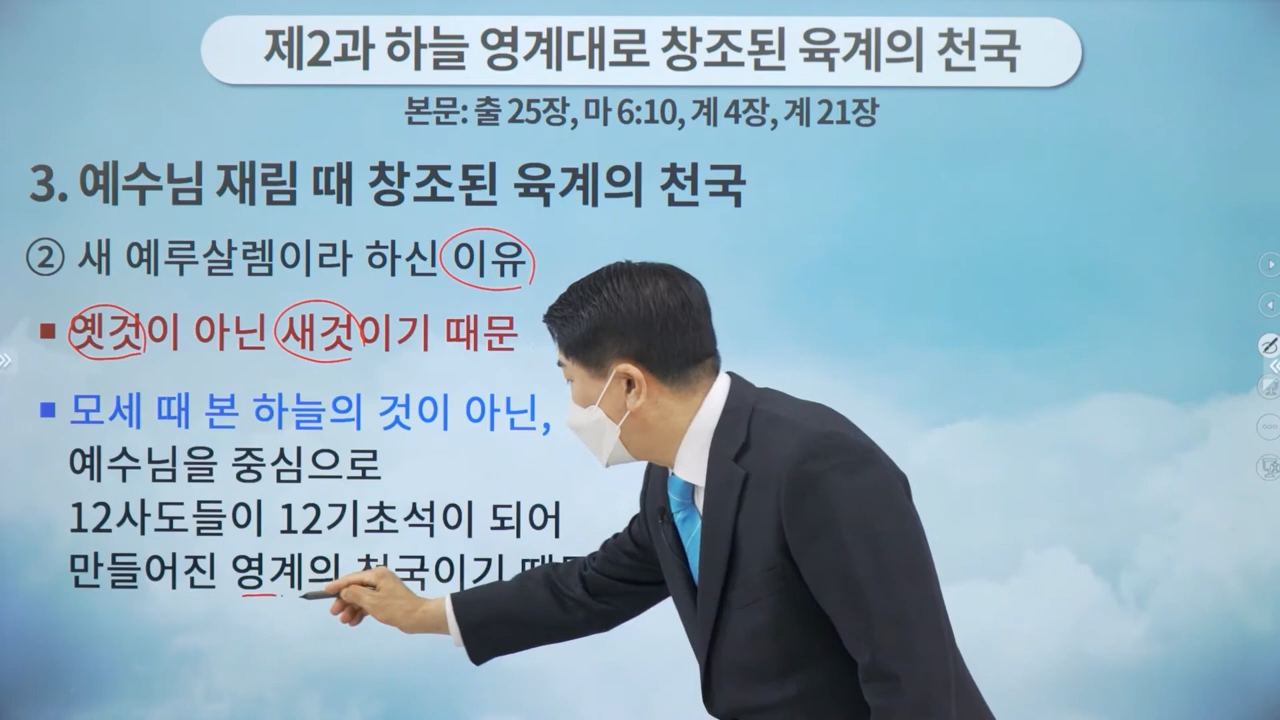 제2과 하늘 영계대로 창조된 육계의 천국
본문: 출 25장, 마 6:10, 계 4장, 계 21장
3. 예수님 재림 때 창조된 육계의 천국
② 새 예루살렘이라 하신 이유
■ 옛것이 아닌 새것이기 때문
■ 모세 때 본 하늘의 것이 아닌,
예수님을 중심으로
12사도들이 12기초석이 되어
만들어진 영계의 천국이기